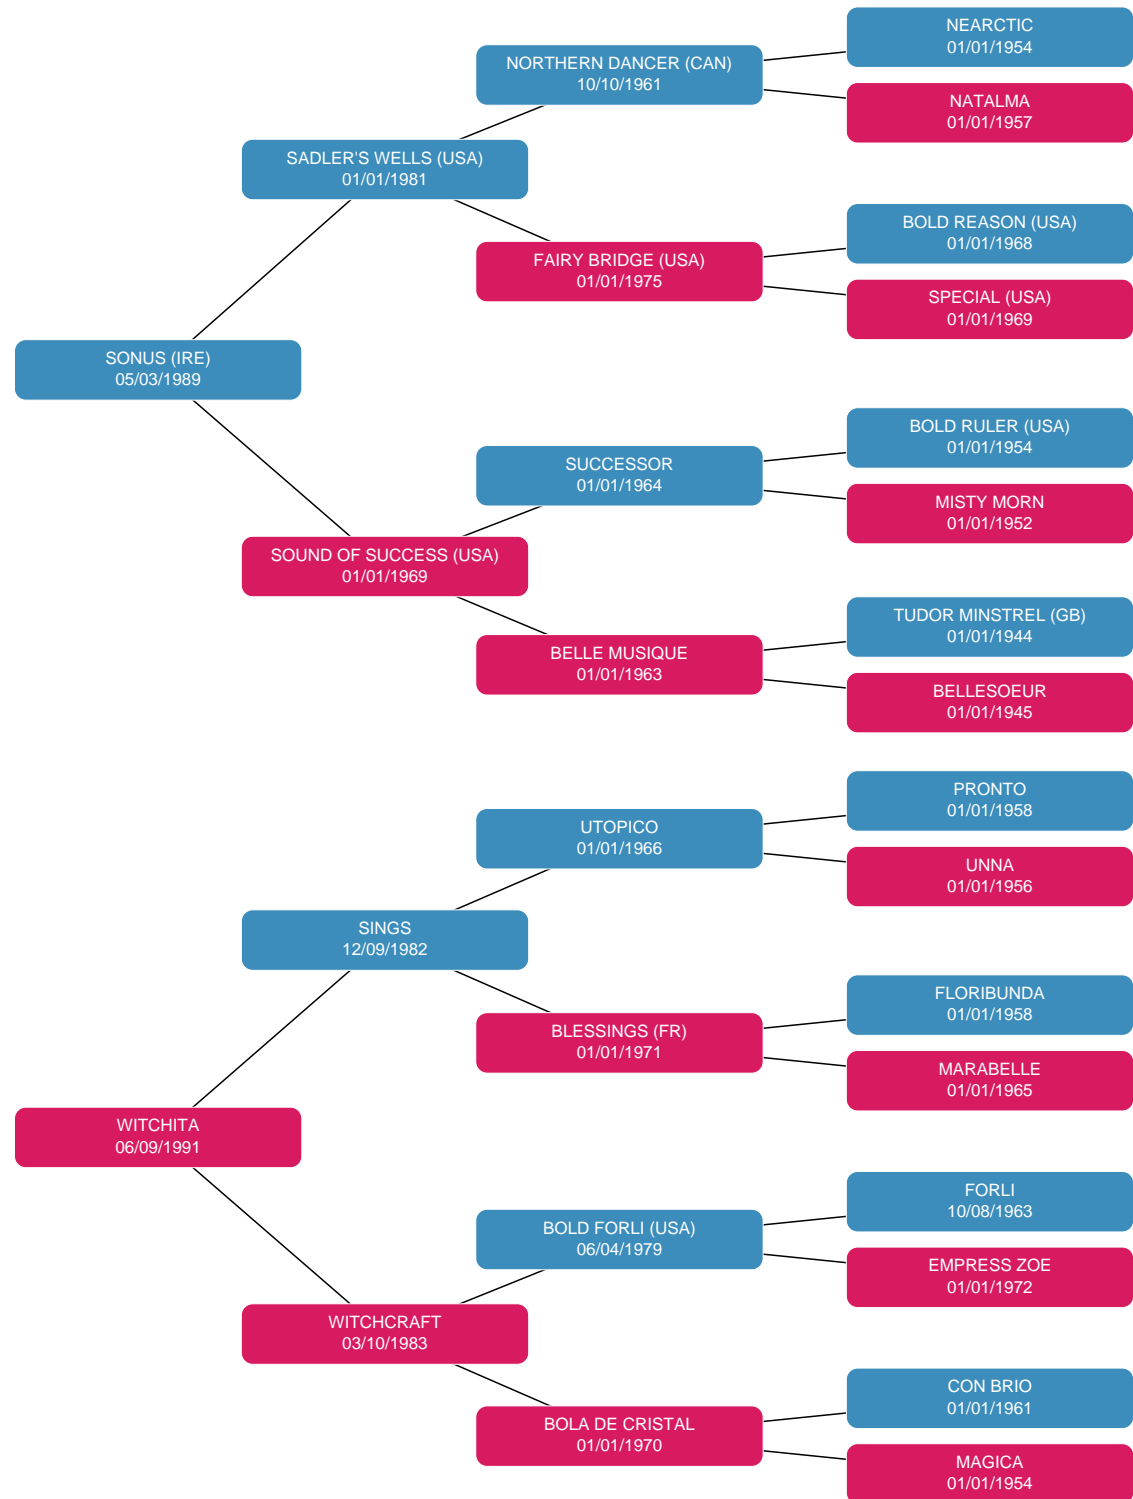 NEARCTIC
01/01/1954
NORTHERN DANCER (CAN)
10/10/1961
NATALMA
01/01/1957
SADLER'S WELLS (USA)
01/01/1981
BOLD REASON (USA)
01/01/1968
FAIRY BRIDGE (USA)
01/01/1975
SPECIAL (USA)
01/01/1969
SONUS (IRE)
05/03/1989
BOLD RULER (USA)
01/01/1954
SUCCESSOR
01/01/1964
MISTY MORN
01/01/1952
SOUND OF SUCCESS (USA)
01/01/1969
TUDOR MINSTREL (GB)
01/01/1944
BELLE MUSIQUE
01/01/1963
BELLESOEUR
01/01/1945
PRONTO
01/01/1958
UTOPICO
01/01/1966
UNNA
01/01/1956
SINGS
12/09/1982
FLORIBUNDA
01/01/1958
BLESSINGS (FR)
01/01/1971
MARABELLE
01/01/1965
WITCHITA
06/09/1991
FORLI
10/08/1963
BOLD FORLI (USA)
06/04/1979
EMPRESS ZOE
01/01/1972
WITCHCRAFT
03/10/1983
CON BRIO
01/01/1961
BOLA DE CRISTAL
01/01/1970
MAGICA
01/01/1954